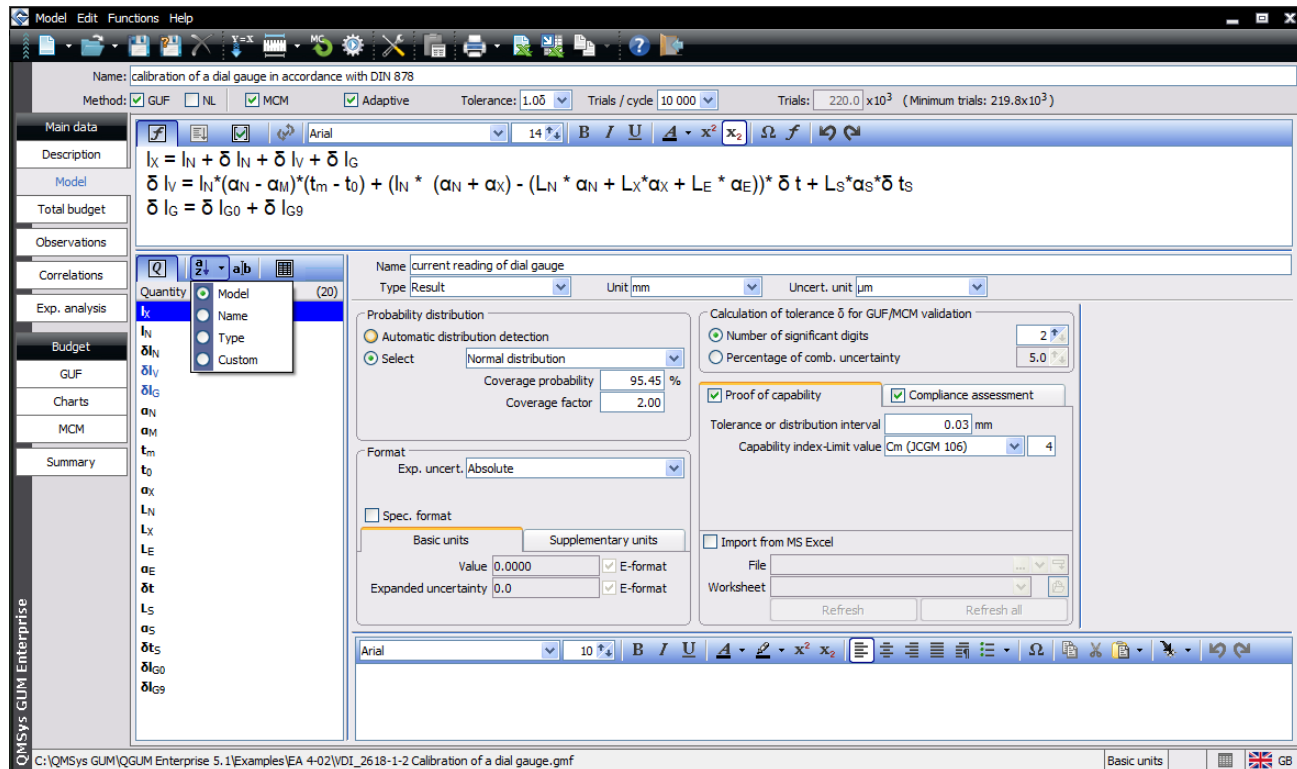 Model Edit Functions Help
Name: calibration of a dial gauge in accordance with DIN 878
Method: GUF NL MCM Adaptive Tolerance: 1.0δ Trials / cycle 10 000 Trials: 220.0 x10³ (Minimum trials: 219.8x10³)
Main data
Description
Model
Total budget
Observations
Correlations
Exp. analysis
Budget
GUF
Charts
MCM
Summary
QMSys GUM Enterprise
Arial 14 B I U A x² x₂ Ω f
lX = lN + δ lN + δ lV + δ lG
δ lV = lN*(αN - αM)*(tm - t0) + (lN * (αN + αX) - (LN * αN + LX*αX + LE * αE))* δ t + LS*αS*δ tS
δ lG = δ lG0 + δ lG9
Quantity (20)
Model
Name
Type
Custom
lX
lN
δlN
δlV
δlG
αN
αM
tm
t0
αX
LN
LX
LE
αE
δt
LS
αS
δtS
δlG0
δlG9
Name current reading of dial gauge
Type Result Unit mm Uncert. unit µm
Probability distribution
Automatic distribution detection
Select Normal distribution
Coverage probability 95.45 %
Coverage factor 2.00
Format
Exp. uncert. Absolute
Spec. format
Basic units Supplementary units
Value 0.0000 E-format
Expanded uncertainty 0.0 E-format
Calculation of tolerance δ for GUF/MCM validation
Number of significant digits 2
Percentage of comb. uncertainty 5.0
Proof of capability Compliance assessment
Tolerance or distribution interval 0.03 mm
Capability index-Limit value Cm (JCGM 106) 4
Import from MS Excel
File ...
Worksheet
Refresh Refresh all
Arial 10 B I U A x² x₂ Ω
C:\QMSys GUM\QGUM Enterprise 5.1\Examples\EA 4-02\VDI_2618-1-2 Calibration of a dial gauge.gmf Basic units GB